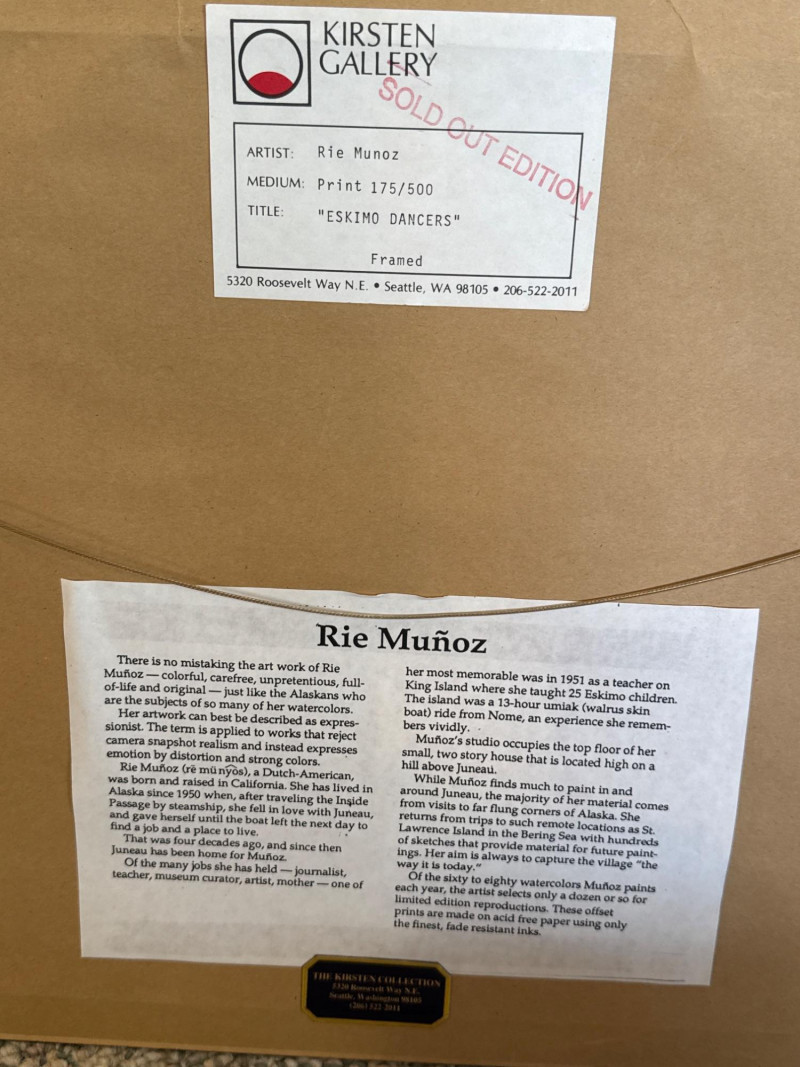 KIRSTEN
GALLERY
SOLD OUT EDITION
ARTIST: Rie Munoz
MEDIUM: Print 175/500
TITLE: "ESKIMO DANCERS"
Framed
5320 Roosevelt Way N.E. • Seattle, WA 98105 • 206-522-2011
Rie Muñoz
There is no mistaking the art work of Rie
Muñoz — colorful, carefree, unpretentious, full-
of-life and original — just like the Alaskans who
are the subjects of so many of her watercolors.
Her artwork can best be described as expres-
sionist. The term is applied to works that reject
camera snapshot realism and instead expresses
emotion by distortion and strong colors.
Rie Muñoz (rē mün̄yōs), a Dutch-American,
was born and raised in California. She has lived in
Alaska since 1950 when, after traveling the Inside
Passage by steamship, she fell in love with Juneau,
and gave herself until the boat left the next day to
find a job and a place to live.
That was four decades ago, and since then
Juneau has been home for Muñoz.
Of the many jobs she has held — journalist,
teacher, museum curator, artist, mother — one of
her most memorable was in 1951 as a teacher on
King Island where she taught 25 Eskimo children.
The island was a 13-hour umiak (walrus skin
boat) ride from Nome, an experience she remem-
bers vividly.
Muñoz's studio occupies the top floor of her
small, two story house that is located high on a
hill above Juneau.
While Muñoz finds much to paint in and
around Juneau, the majority of her material comes
from visits to far flung corners of Alaska. She
returns from trips to such remote locations as St.
Lawrence Island in the Bering Sea with hundreds
of sketches that provide material for future paint-
ings. Her aim is always to capture the village "the
way it is today."
Of the sixty to eighty watercolors Muñoz paints
each year, the artist selects only a dozen or so for
limited edition reproductions. These offset
prints are made on acid free paper using only
the finest, fade resistant inks.
THE KIRSTEN COLLECTION
5320 Roosevelt Way N.E.
Seattle, Washington 98105
(206) 522-2011